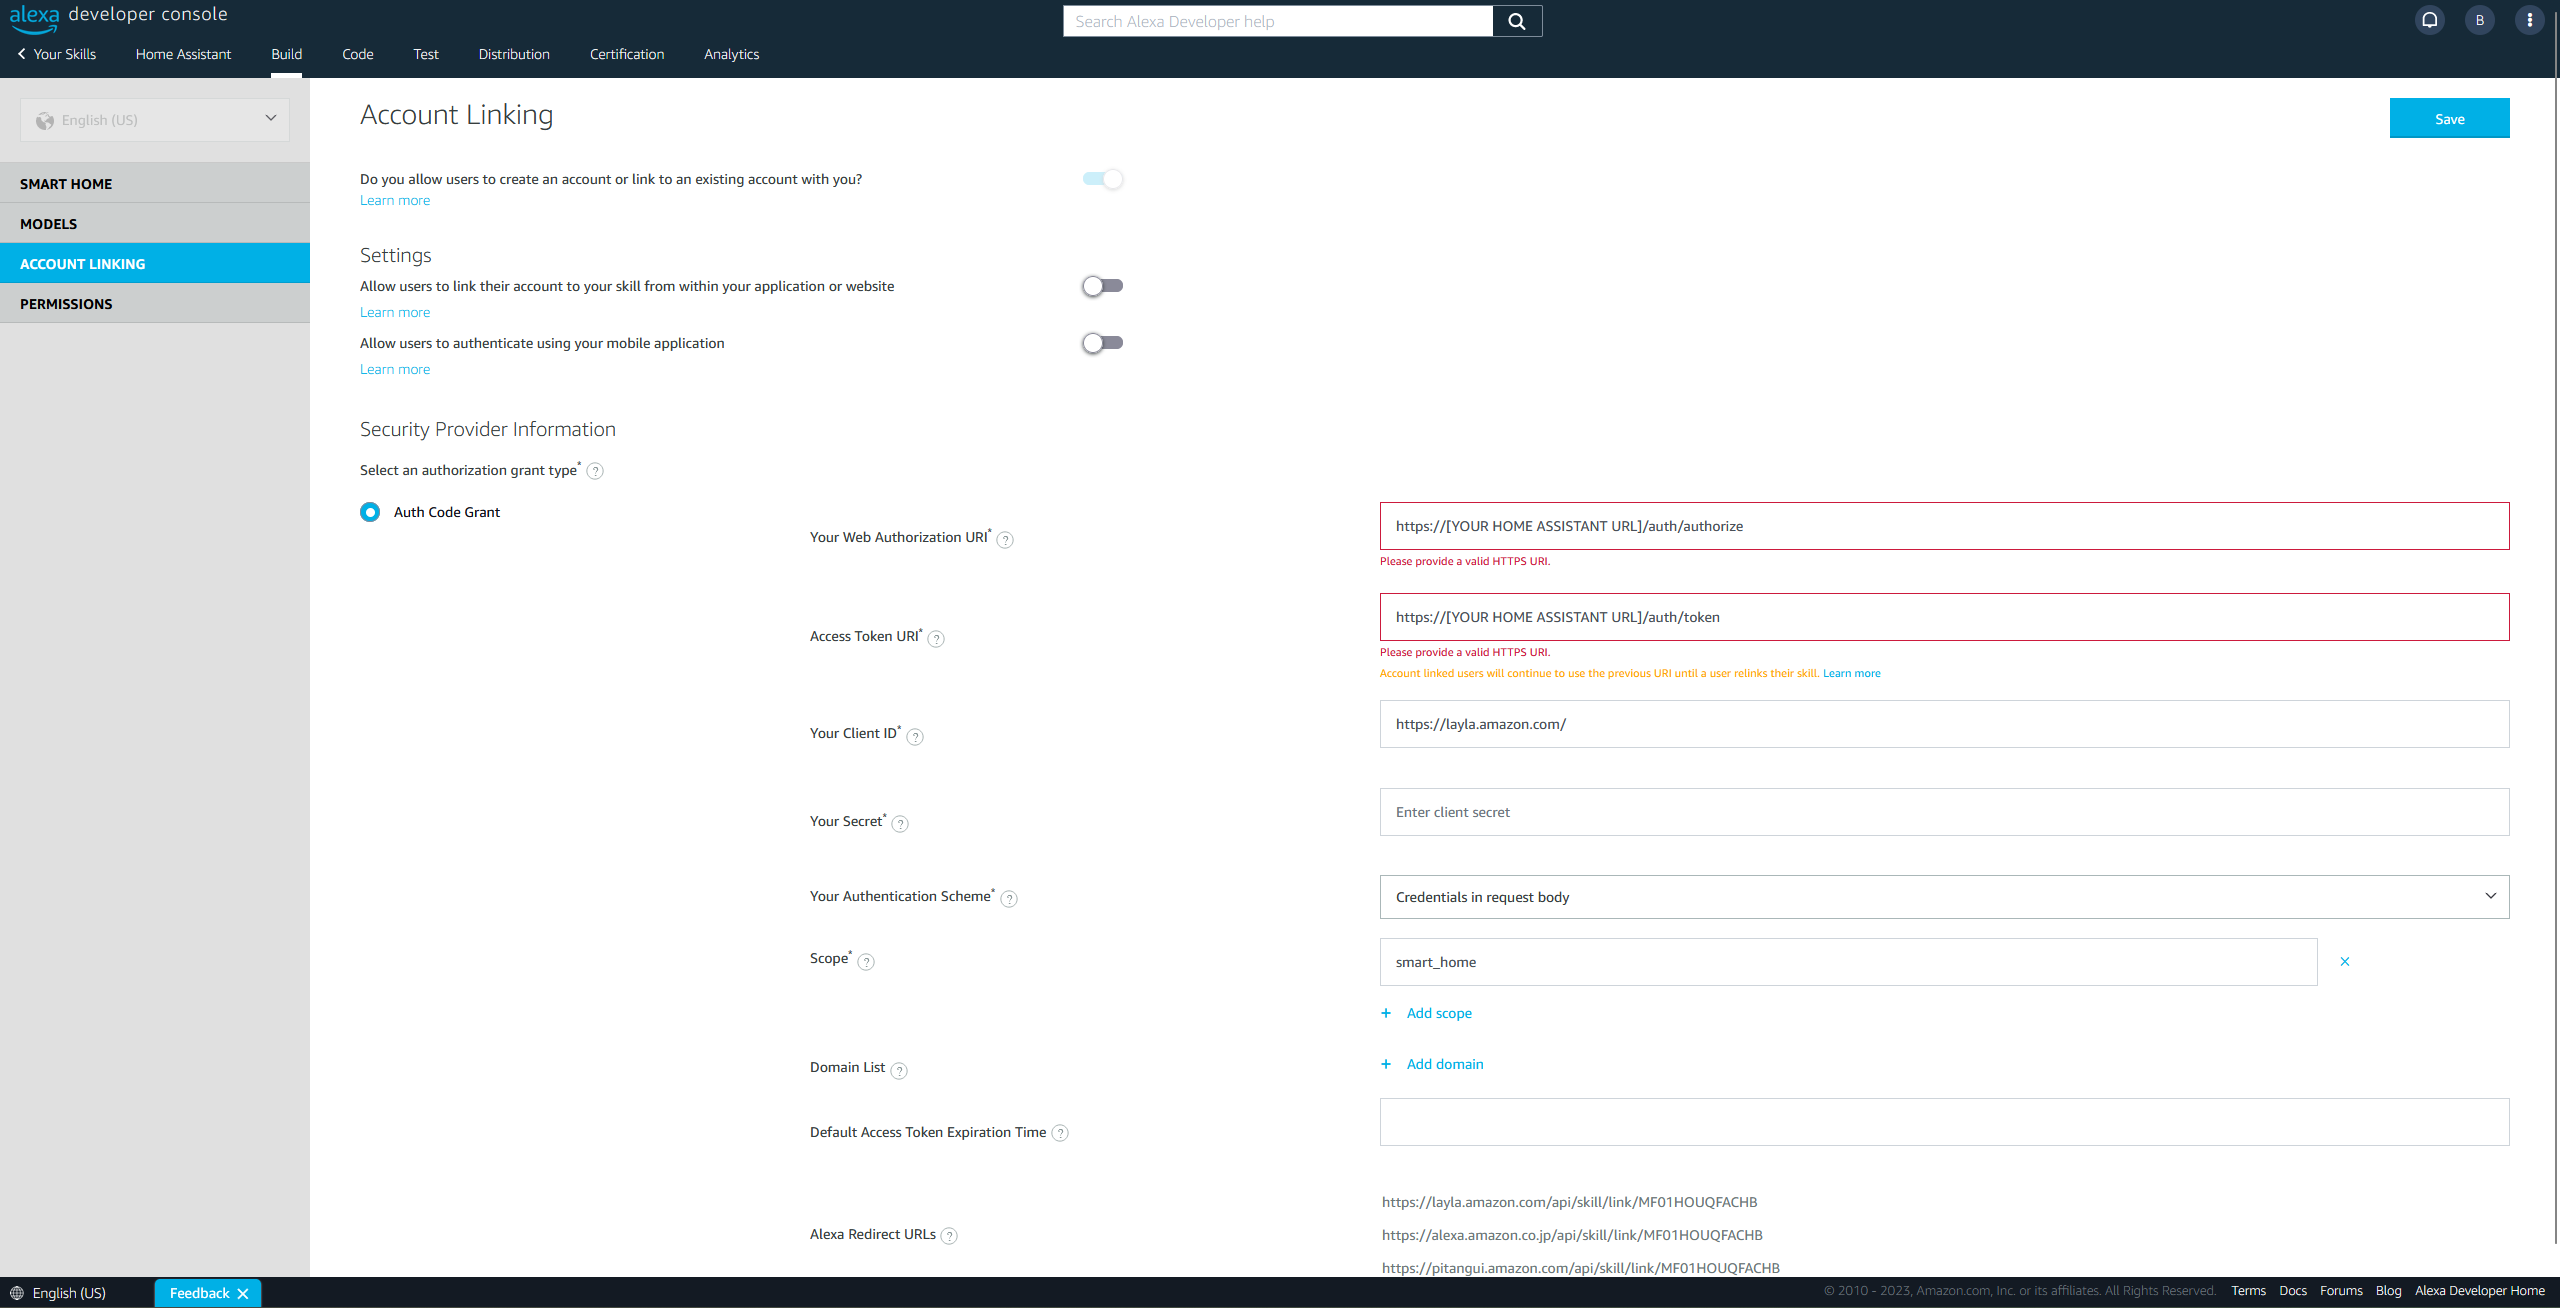 alexa developer console
Search Alexa Developer help
B
Your Skills Home Assistant Build Code Test Distribution Certification Analytics
English (US)
SMART HOME
MODELS
ACCOUNT LINKING
PERMISSIONS
Account Linking
Save
Do you allow users to create an account or link to an existing account with you?
Learn more
Settings
Allow users to link their account to your skill from within your application or website
Learn more
Allow users to authenticate using your mobile application
Learn more
Security Provider Information
Select an authorization grant type* ?
Auth Code Grant
Your Web Authorization URI* ?
https://[YOUR HOME ASSISTANT URL]/auth/authorize
Please provide a valid HTTPS URI.
Access Token URI* ?
https://[YOUR HOME ASSISTANT URL]/auth/token
Please provide a valid HTTPS URI.
Account linked users will continue to use the previous URI until a user relinks their skill. Learn more
Your Client ID* ?
https://layla.amazon.com/
Your Secret* ?
Enter client secret
Your Authentication Scheme* ?
Credentials in request body
Scope* ?
smart_home
+ Add scope
Domain List ?
+ Add domain
Default Access Token Expiration Time ?
Alexa Redirect URLs ?
https://layla.amazon.com/api/skill/link/MF01HOUQFACHB
https://alexa.amazon.co.jp/api/skill/link/MF01HOUQFACHB
https://pitangui.amazon.com/api/skill/link/MF01HOUQFACHB
English (US)
Feedback
© 2010 - 2023, Amazon.com, Inc. or its affiliates. All Rights Reserved. Terms Docs Forums Blog Alexa Developer Home